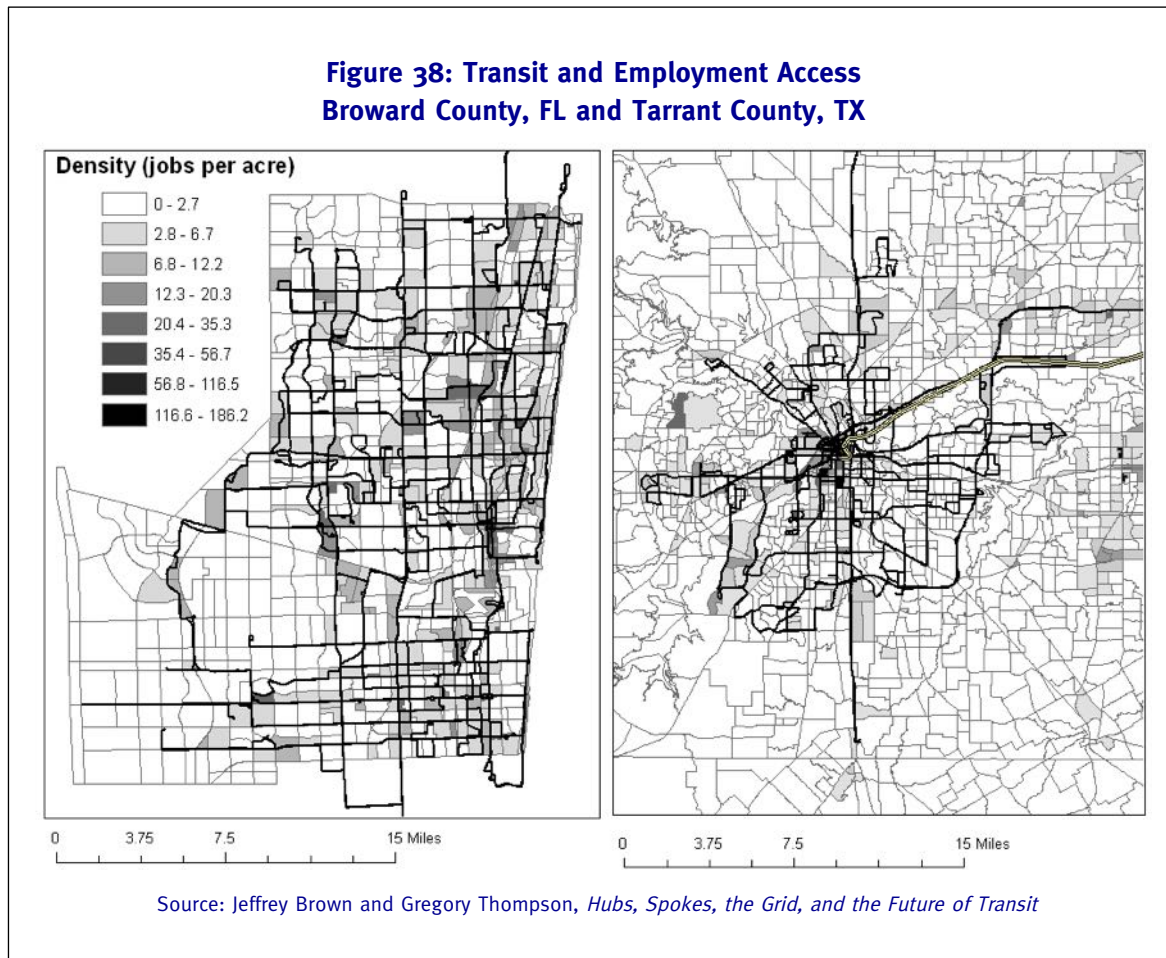 Figure 38: Transit and Employment Access
Broward County, FL and Tarrant County, TX
Density (jobs per acre)
0 - 2.7
2.8 - 6.7
6.8 - 12.2
12.3 - 20.3
20.4 - 35.3
35.4 - 56.7
56.8 - 116.5
116.6 - 186.2
0 3.75 7.5 15 Miles
0 3.75 7.5 15 Miles
Source: Jeffrey Brown and Gregory Thompson, Hubs, Spokes, the Grid, and the Future of Transit